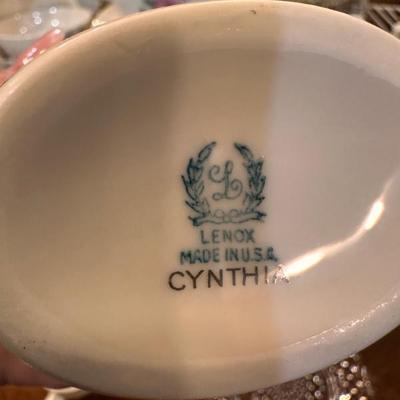 L
LENOX
MADE IN U.S.A.
CYNTHIA